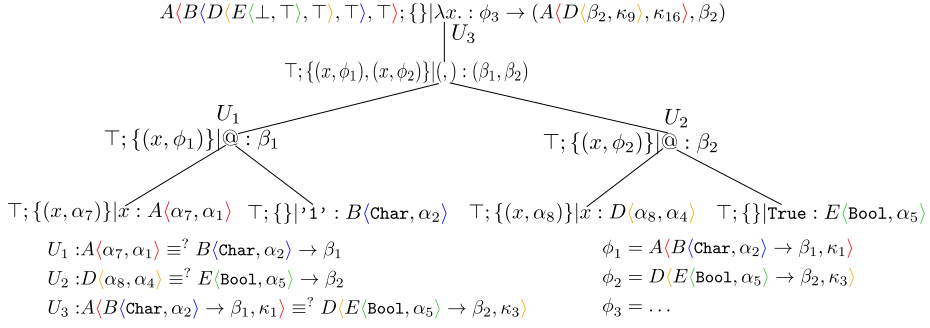 A⟨B⟨D⟨E⟨⊥, ⊤⟩, ⊤⟩, ⊤⟩, ⊤⟩; {}|λx. : ϕ₃ → (A⟨D⟨β₂, κ₉⟩, κ₁₆⟩, β₂)
U₃
⊤; {(x, ϕ₁), (x, ϕ₂)}|(, ) : (β₁, β₂)
U₁ U₂
⊤; {(x, ϕ₁)}|@ : β₁ ⊤; {(x, ϕ₂)}|@ : β₂
⊤; {(x, α₇)}|x : A⟨α₇, α₁⟩ ⊤; {}|'1' : B⟨Char, α₂⟩ ⊤; {(x, α₈)}|x : D⟨α₈, α₄⟩ ⊤; {}|True : E⟨Bool, α₅⟩
U₁ : A⟨α₇, α₁⟩ ≡? B⟨Char, α₂⟩ → β₁ ϕ₁ = A⟨B⟨Char, α₂⟩ → β₁, κ₁⟩
U₂ : D⟨α₈, α₄⟩ ≡? E⟨Bool, α₅⟩ → β₂ ϕ₂ = D⟨E⟨Bool, α₅⟩ → β₂, κ₃⟩
U₃ : A⟨B⟨Char, α₂⟩ → β₁, κ₁⟩ ≡? D⟨E⟨Bool, α₅⟩ → β₂, κ₃⟩ ϕ₃ = ...